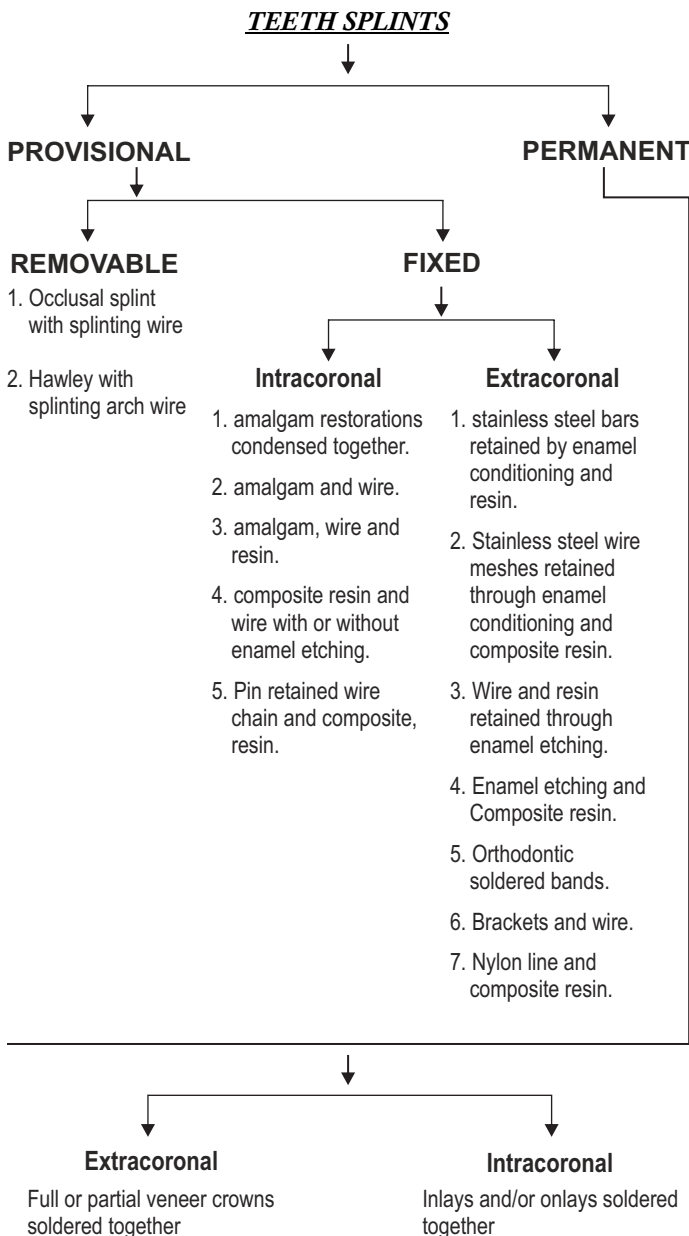 TEETH SPLINTS
PROVISIONAL
PERMANENT
REMOVABLE
1. Occlusal splint
with splinting wire
2. Hawley with
splinting arch wire
FIXED
Intracoronal
1. amalgam restorations
condensed together.
2. amalgam and wire.
3. amalgam, wire and
resin.
4. composite resin and
wire with or without
enamel etching.
5. Pin retained wire
chain and composite,
resin.
Extracoronal
1. stainless steel bars
retained by enamel
conditioning and
resin.
2. Stainless steel wire
meshes retained
through enamel
conditioning and
composite resin.
3. Wire and resin
retained through
enamel etching.
4. Enamel etching and
Composite resin.
5. Orthodontic
soldered bands.
6. Brackets and wire.
7. Nylon line and
composite resin.
Extracoronal
Full or partial veneer crowns
soldered together
Intracoronal
Inlays and/or onlays soldered
together